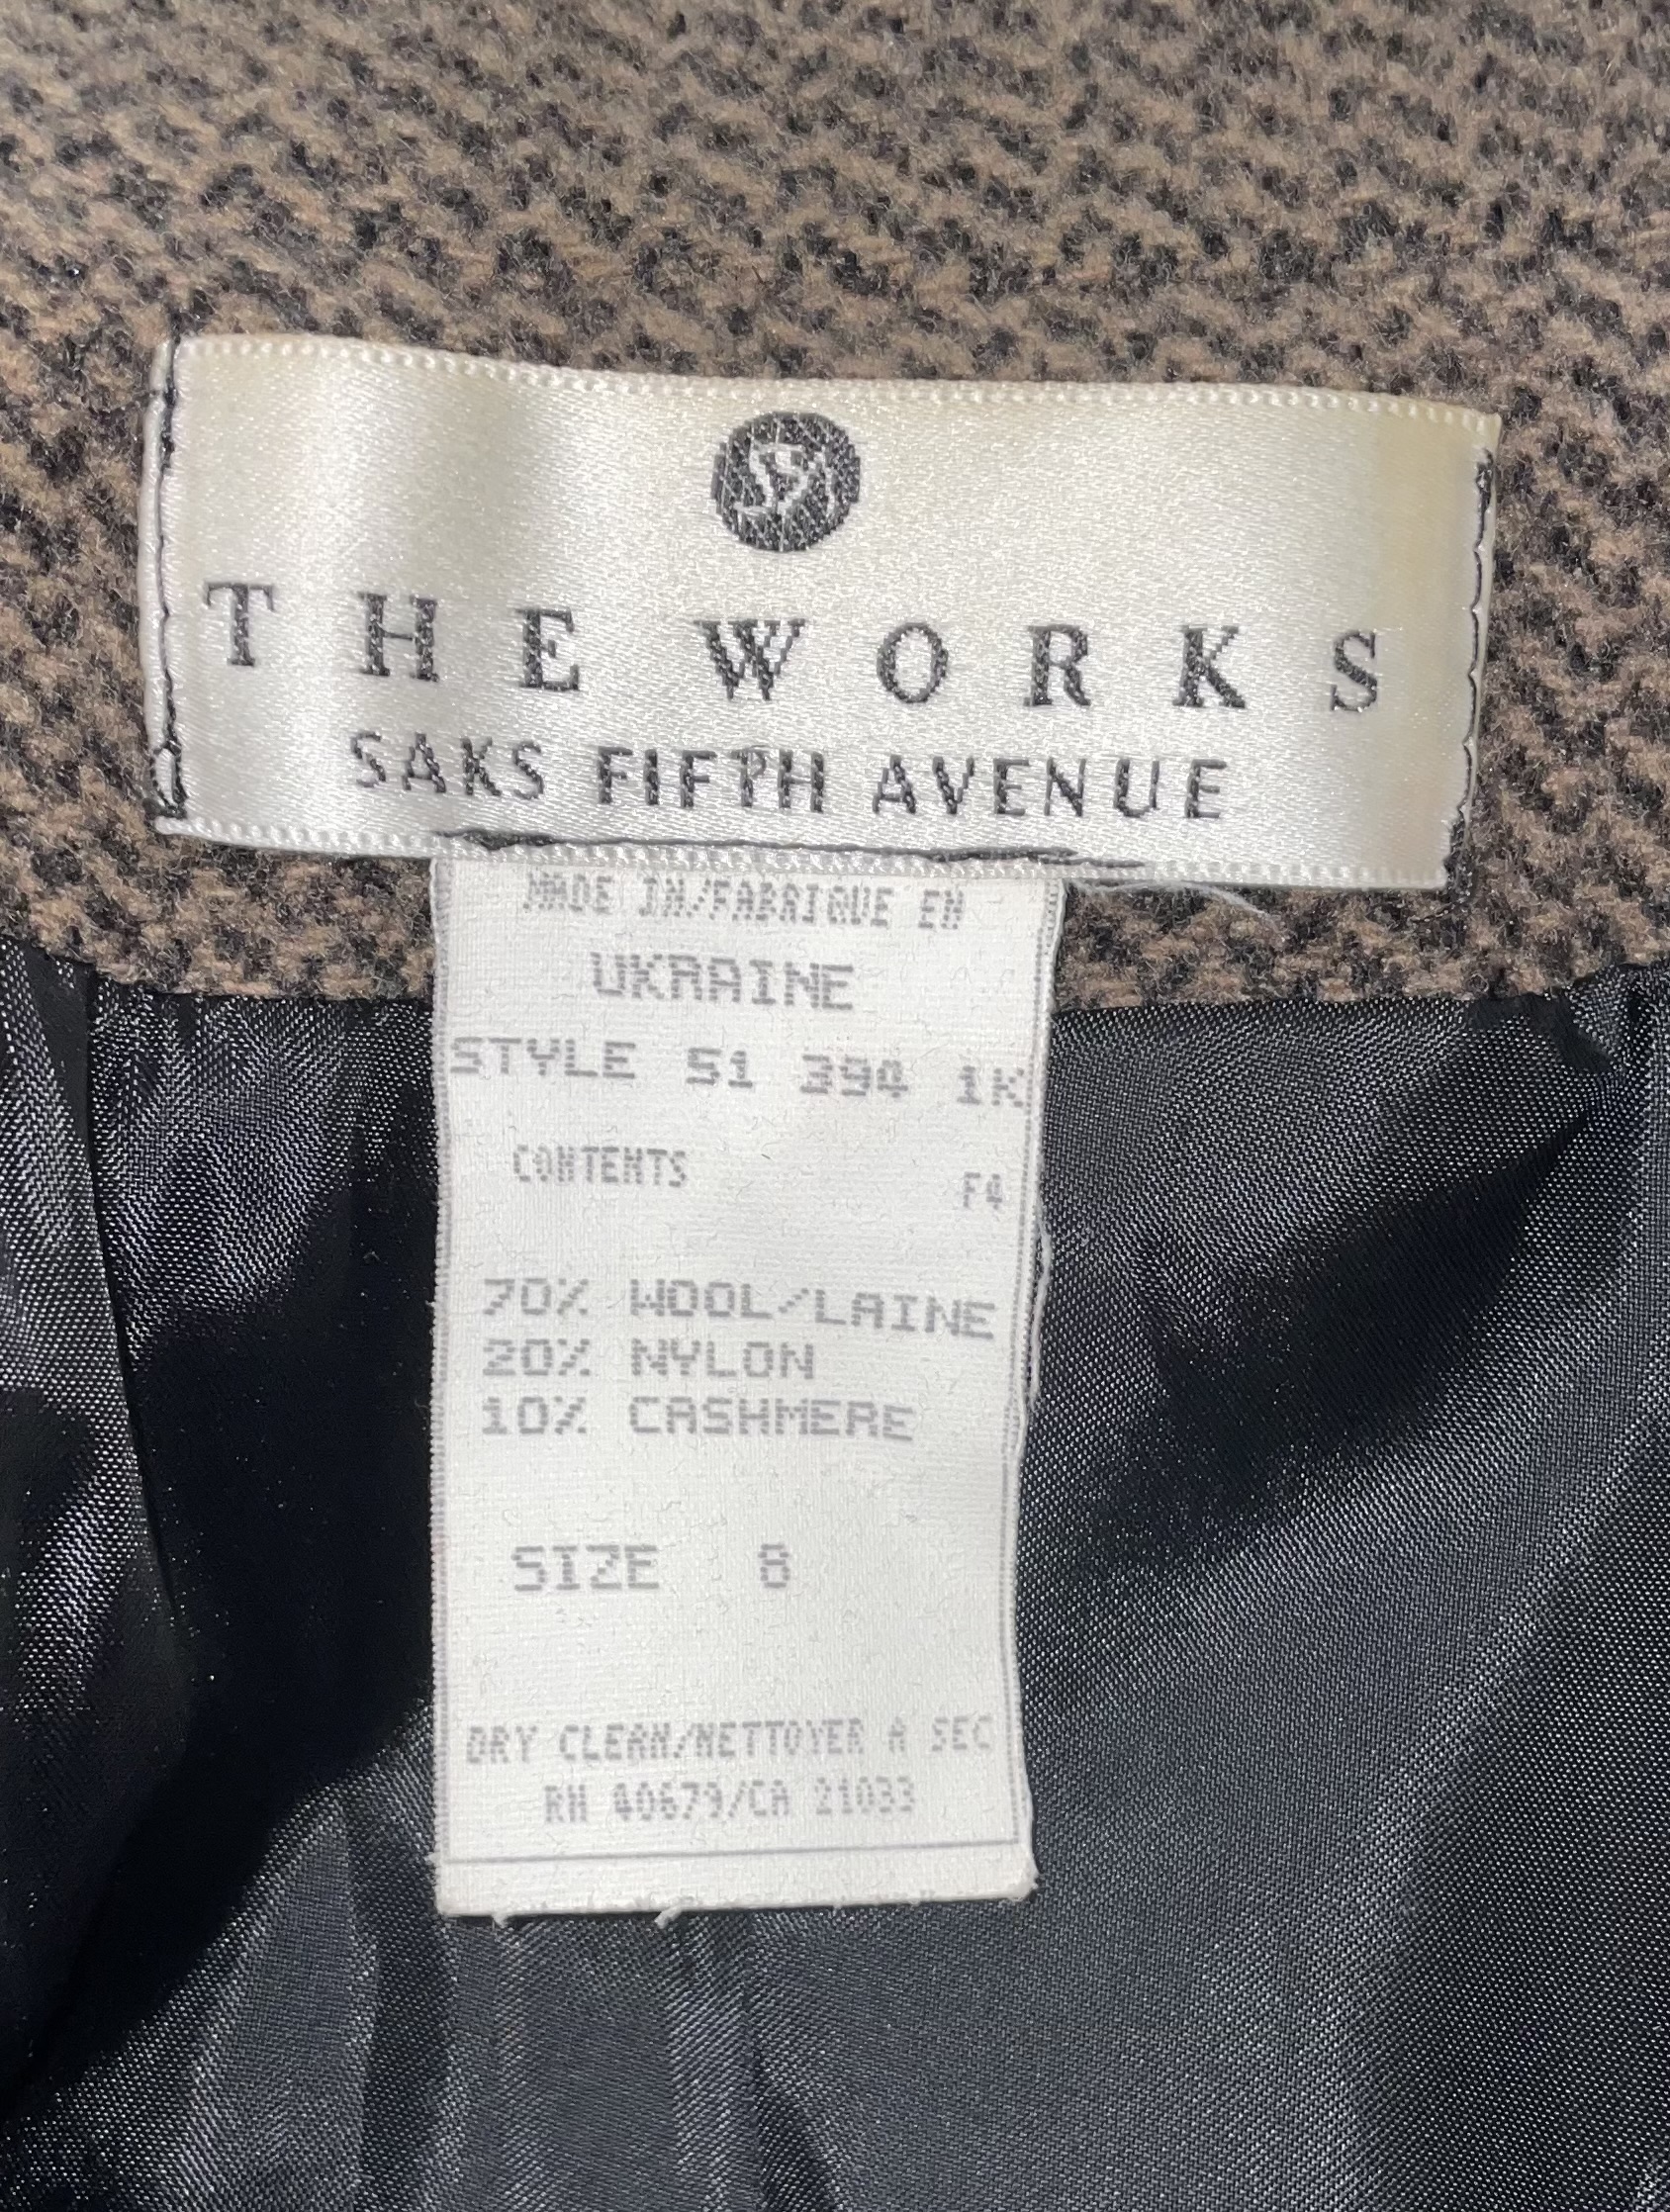 SFA
THE WORKS
SAKS FIFTH AVENUE
MADE IN/FABRIQUE EN
UKRAINE
STYLE 51 394 1K
CONTENTS F4
70% WOOL/LAINE
20% NYLON
10% CASHMERE
SIZE 8
DRY CLEAN/NETTOYER A SEC
RN 40679/CA 21033